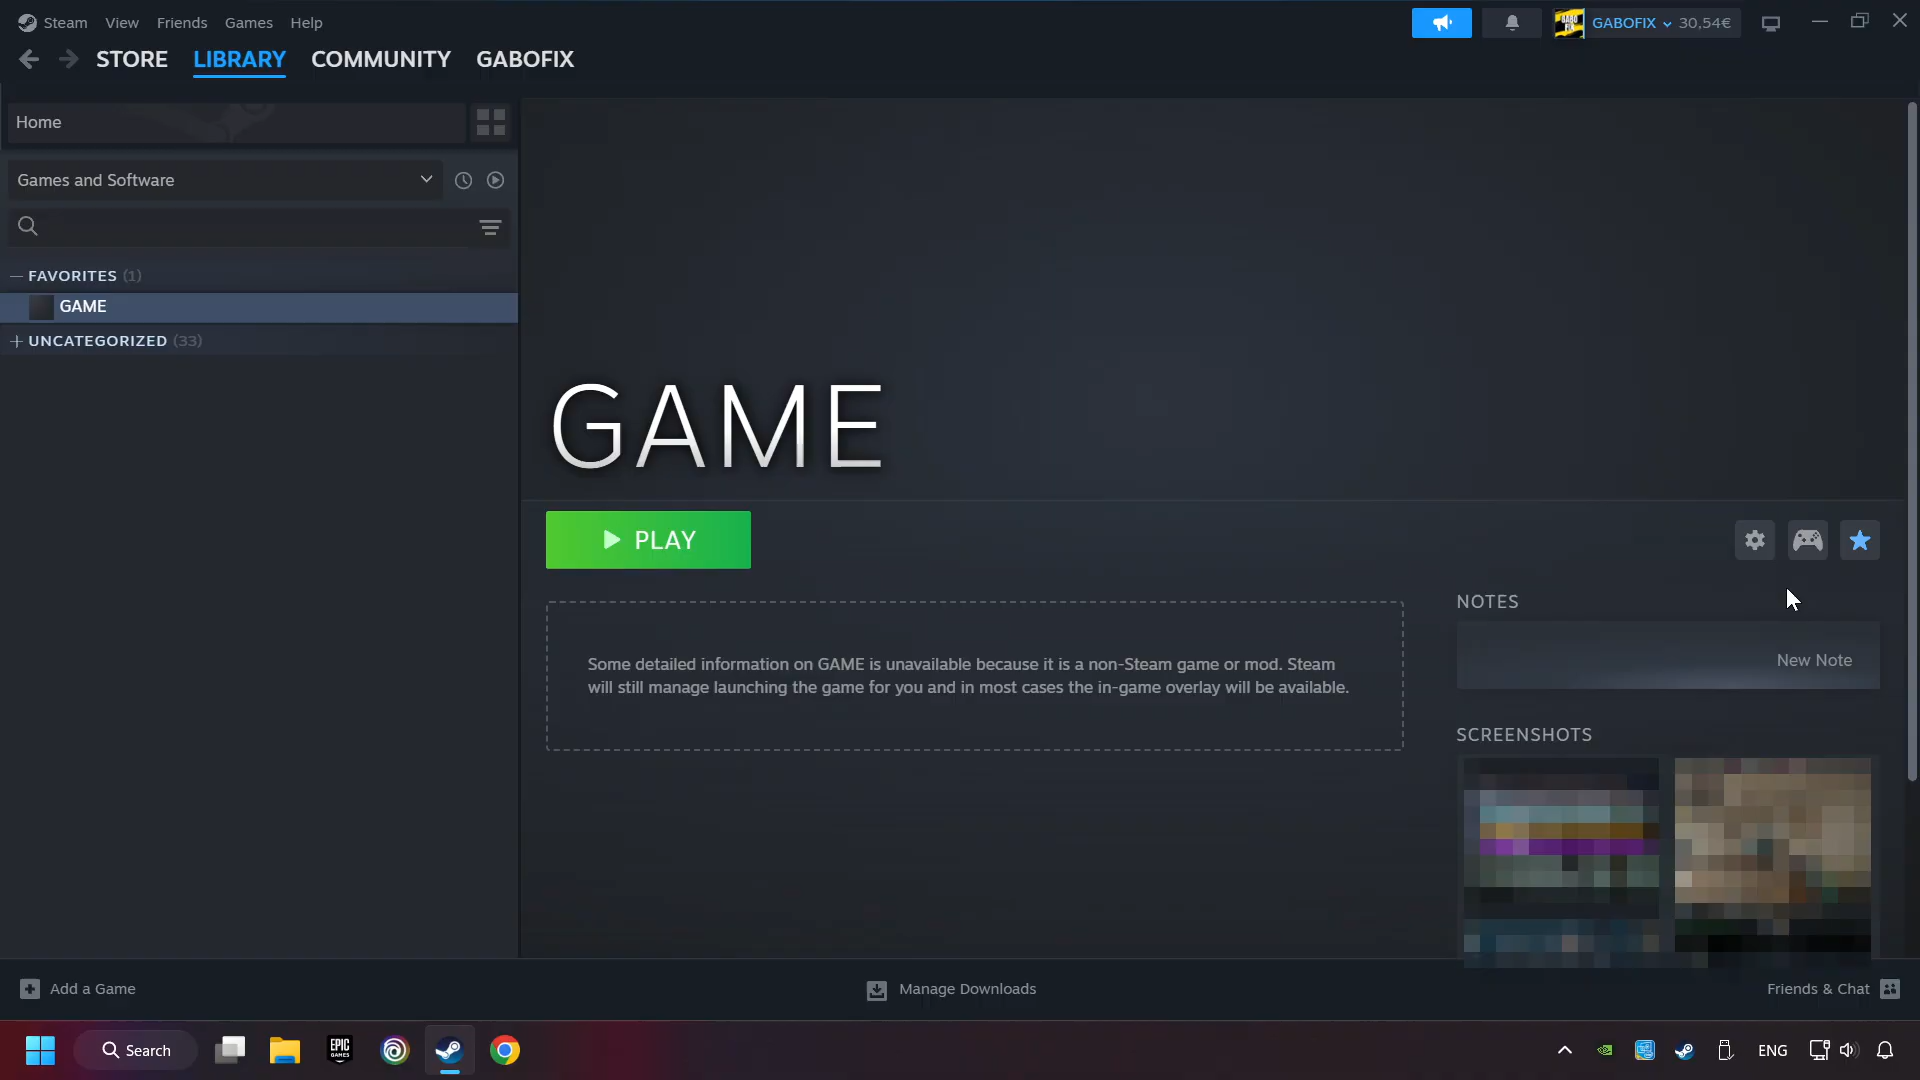 Steam View Friends Games Help
GABOFIX 30,54€
STORE LIBRARY COMMUNITY GABOFIX
Home
Games and Software
FAVORITES (1)
GAME
UNCATEGORIZED (33)
GAME
PLAY
Some detailed information on GAME is unavailable because it is a non-Steam game or mod. Steam
will still manage launching the game for you and in most cases the in-game overlay will be available.
NOTES
New Note
SCREENSHOTS
Add a Game
Manage Downloads
Friends & Chat
Search
EPIC
GAMES
ENG